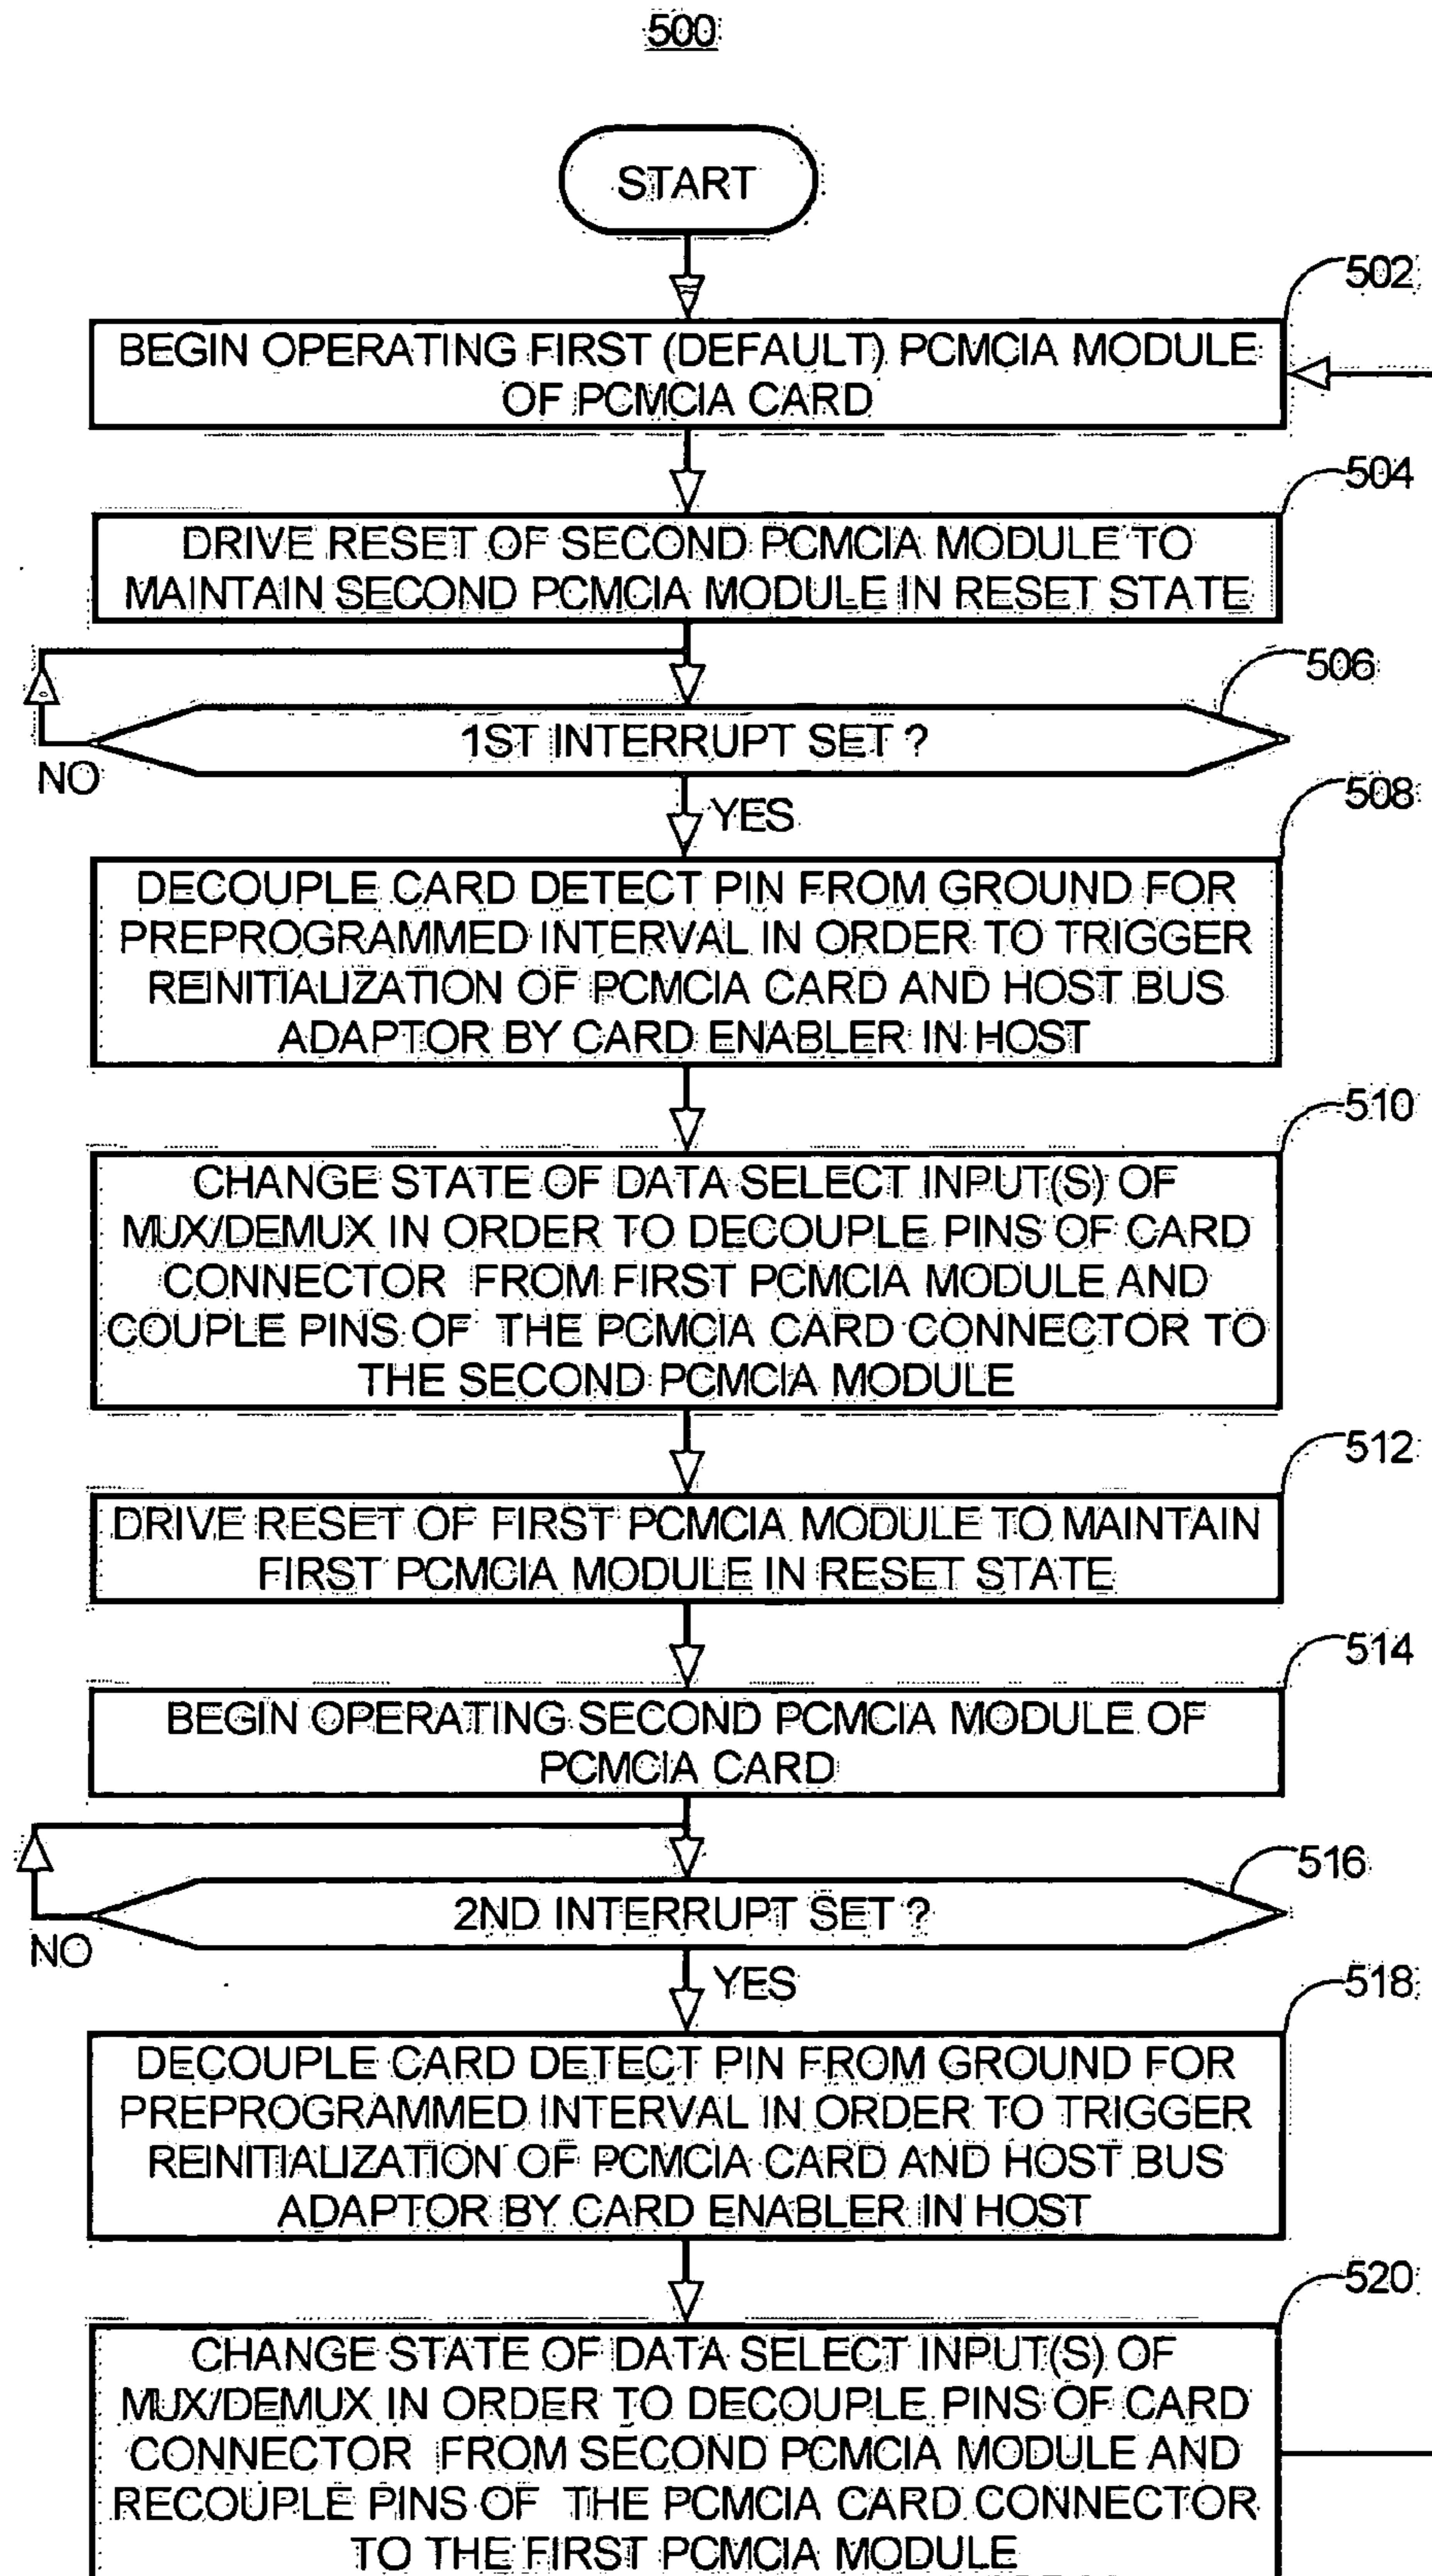 500
START
502
BEGIN OPERATING FIRST (DEFAULT) PCMCIA MODULE
OF PCMCIA CARD
504
DRIVE RESET OF SECOND PCMCIA MODULE TO
MAINTAIN SECOND PCMCIA MODULE IN RESET STATE
506
1ST INTERRUPT SET ?
NO
YES
508
DECOUPLE CARD DETECT PIN FROM GROUND FOR
PREPROGRAMMED INTERVAL IN ORDER TO TRIGGER
REINITIALIZATION OF PCMCIA CARD AND HOST BUS
ADAPTOR BY CARD ENABLER IN HOST
510
CHANGE STATE OF DATA SELECT INPUT(S) OF
MUX/DEMUX IN ORDER TO DECOUPLE PINS OF CARD
CONNECTOR FROM FIRST PCMCIA MODULE AND
COUPLE PINS OF THE PCMCIA CARD CONNECTOR TO
THE SECOND PCMCIA MODULE
512
DRIVE RESET OF FIRST PCMCIA MODULE TO MAINTAIN
FIRST PCMCIA MODULE IN RESET STATE
514
BEGIN OPERATING SECOND PCMCIA MODULE OF
PCMCIA CARD
516
2ND INTERRUPT SET ?
NO
YES
518
DECOUPLE CARD DETECT PIN FROM GROUND FOR
PREPROGRAMMED INTERVAL IN ORDER TO TRIGGER
REINITIALIZATION OF PCMCIA CARD AND HOST BUS
ADAPTOR BY CARD ENABLER IN HOST
520
CHANGE STATE OF DATA SELECT INPUT(S) OF
MUX/DEMUX IN ORDER TO DECOUPLE PINS OF CARD
CONNECTOR FROM SECOND PCMCIA MODULE AND
RECOUPLE PINS OF THE PCMCIA CARD CONNECTOR
TO THE FIRST PCMCIA MODULE